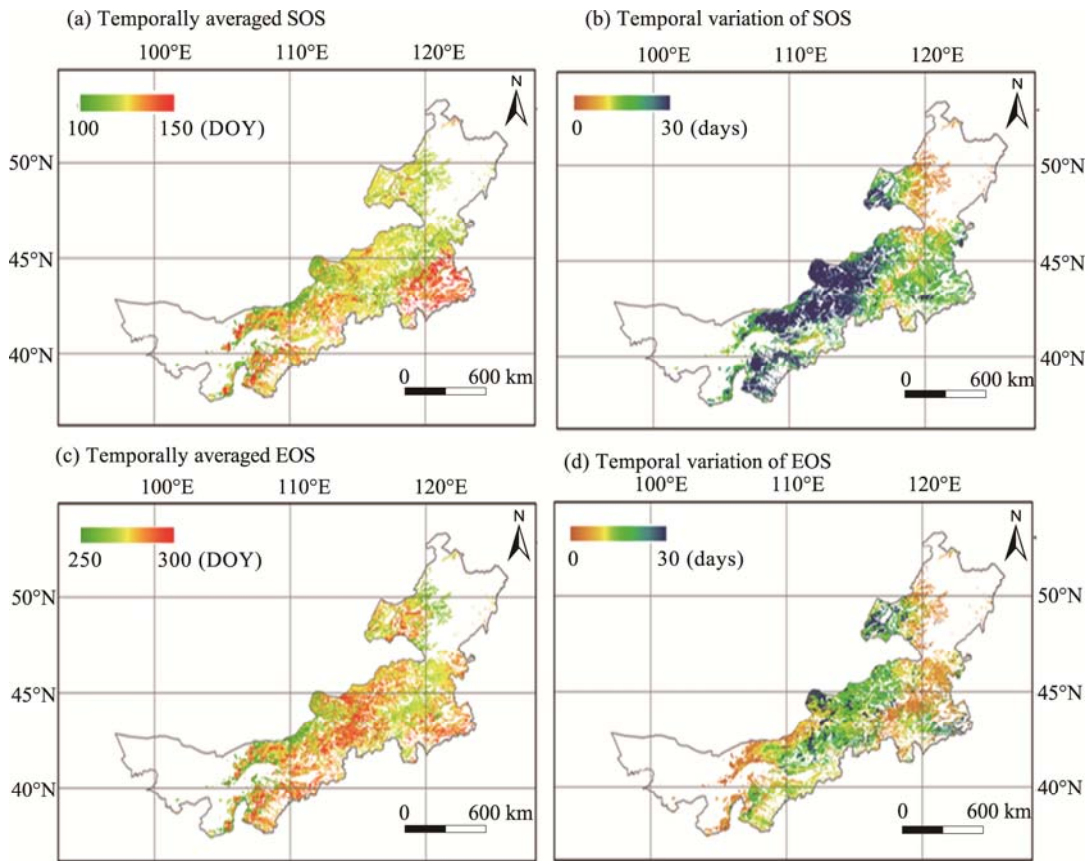 (a) Temporally averaged SOS
100°E 110°E 120°E
N
100 150 (DOY)
50°N
45°N
40°N
0 600 km
(b) Temporal variation of SOS
100°E 110°E 120°E
N
0 30 (days)
50°N
45°N
40°N
0 600 km
(c) Temporally averaged EOS
100°E 110°E 120°E
N
250 300 (DOY)
50°N
45°N
40°N
0 600 km
(d) Temporal variation of EOS
100°E 110°E 120°E
N
0 30 (days)
50°N
45°N
40°N
0 600 km